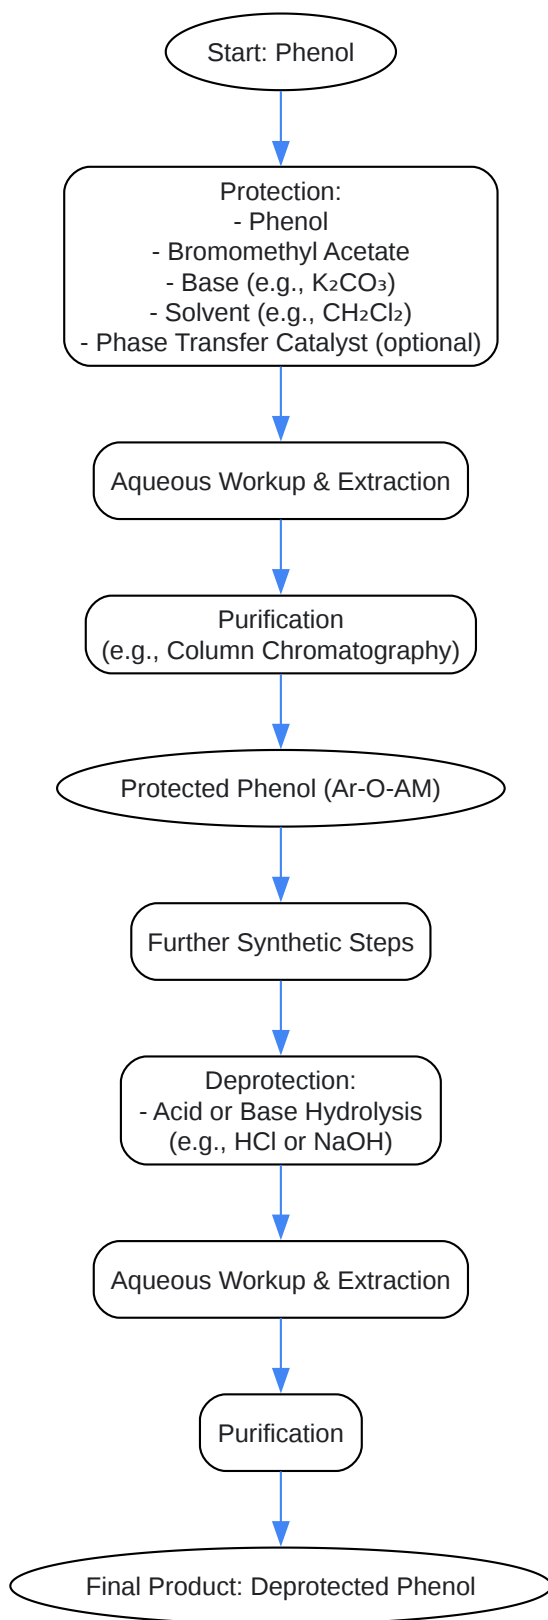 Start: Phenol
Protection:
- Phenol
- Bromomethyl Acetate
- Base (e.g., K₂CO₃)
- Solvent (e.g., CH₂Cl₂)
- Phase Transfer Catalyst (optional)
Aqueous Workup & Extraction
Purification
(e.g., Column Chromatography)
Protected Phenol (Ar-O-AM)
Further Synthetic Steps
Deprotection:
- Acid or Base Hydrolysis
(e.g., HCl or NaOH)
Aqueous Workup & Extraction
Purification
Final Product: Deprotected Phenol